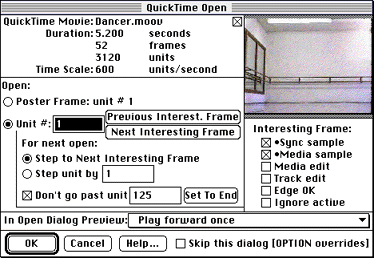 QuickTime Open
QuickTime Movie: Dancer.moov
Duration: 5.200 seconds
52 frames
3120 units
Time Scale: 600 units/second
Open:
Poster Frame: unit # 1
Unit #: 1
Previous Interest. Frame
Next Interesting Frame
For next open:
Step to Next Interesting Frame
Step unit by 1
Don't go past unit 125 Set To End
Interesting Frame:
•Sync sample
•Media sample
Media edit
Track edit
Edge OK
Ignore active
In Open Dialog Preview: Play forward once
OK Cancel Help... Skip this dialog [OPTION overrides]